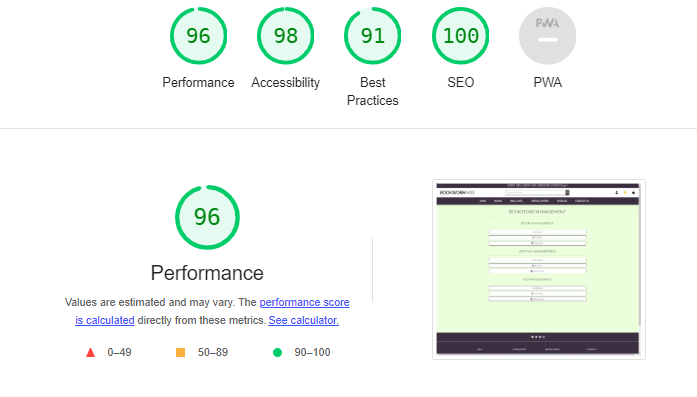 96
98
91
100
PWA
Performance
Accessibility
Best
Practices
SEO
PWA
96
Performance
Values are estimated and may vary. The performance score
is calculated directly from these metrics. See calculator.
0–49
50–89
90–100
BOOKWORM HQ
BOOKSTORE MANAGEMENT